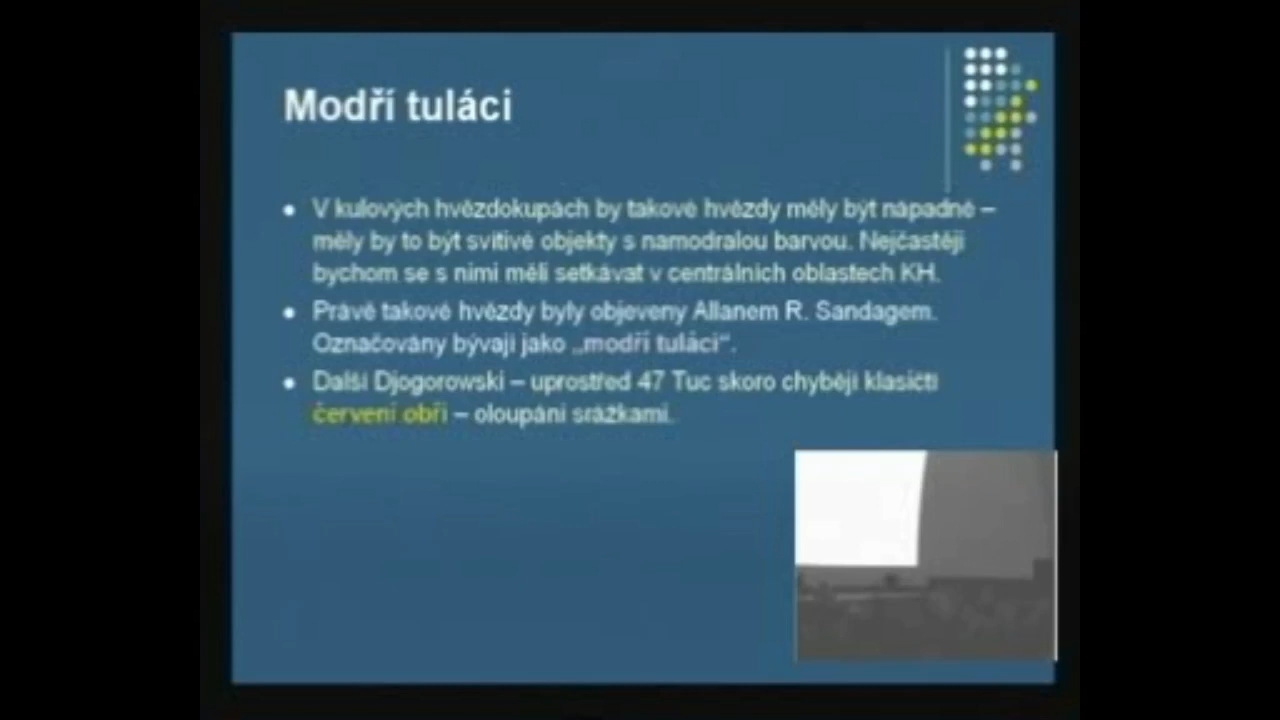 Modří tuláci
V kulových hvězdokupách by takové hvězdy měly být nápadné –
měly by to být svítivé objekty s namodralou barvou. Nejčastěji
bychom se s nimi měli setkávat v centrálních oblastech KH.
Právě takové hvězdy byly objeveny Allanem R. Sandagem.
Označovány bývají jako „modří tuláci“.
Další Djogorowski – uprostřed 47 Tuc skoro chybějí klasičtí
červení obři – oloupáni srážkami.